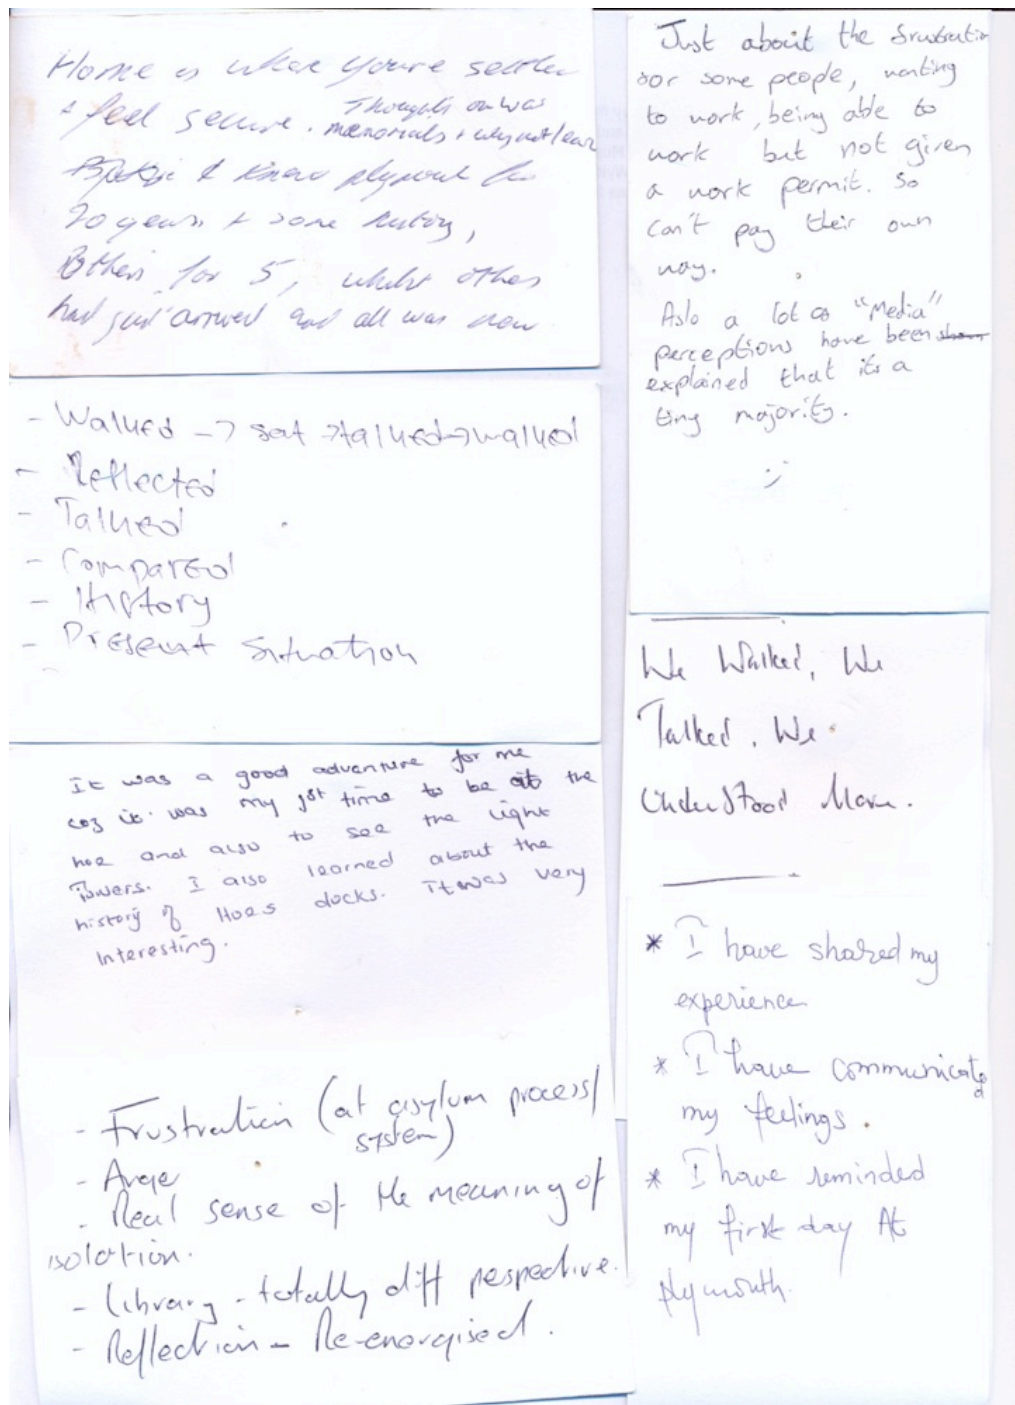 Home is where you're settled
& feel secure. Thoughts on war
memorials + why not learn
I know plymouth for
20 years & some history,
Others for 5, whilst others
had just arrived and all was new
- Walked -> sat ->talked->walked
- Reflected
- Talked
- Compared
- History
- Present Situation
It was a good adventure for me
coz it was my 1st time to be at the
hoe and also to see the light
Towers. I also learned about the
history of Hoes docks. It was very
Interesting.
- Frustration (at asylum process/
system)
- Anger
- Real sense of the meaning of
isolation.
- Library - totally diff pespective.
- Reflection - Re-energised.
Just about the frustration
for some people, wanting
to work, being able to
work but not given
a work permit. So
can't pay their own
way.
Aslo a lot of "Media"
perceptions have been
explained that its a
tiny majority.
:)
We Walked, We
Talked, We
Understood More.
* I have shared my
experience
* I have communicated
my feelings.
* I have reminded
my first day At
plymouth.